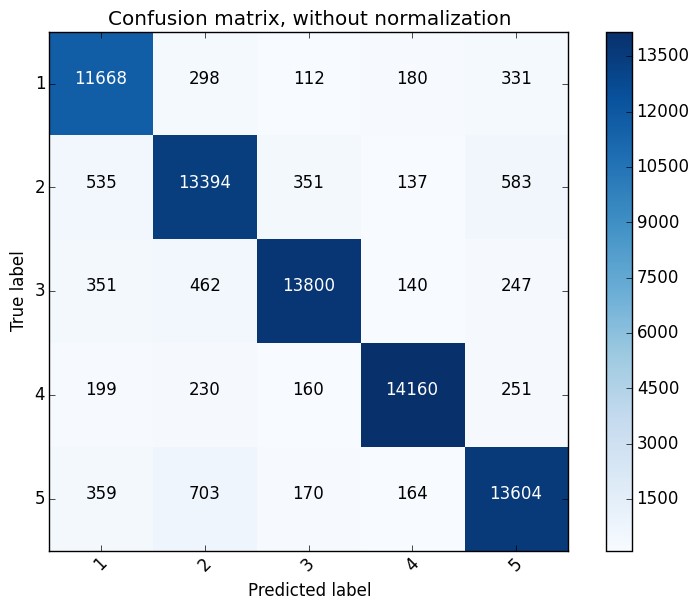 Confusion matrix, without normalization
True label
1 11668 298 112 180 331
2 535 13394 351 137 583
3 351 462 13800 140 247
4 199 230 160 14160 251
5 359 703 170 164 13604
1 2 3 4 5
Predicted label
13500
12000
10500
9000
7500
6000
4500
3000
1500